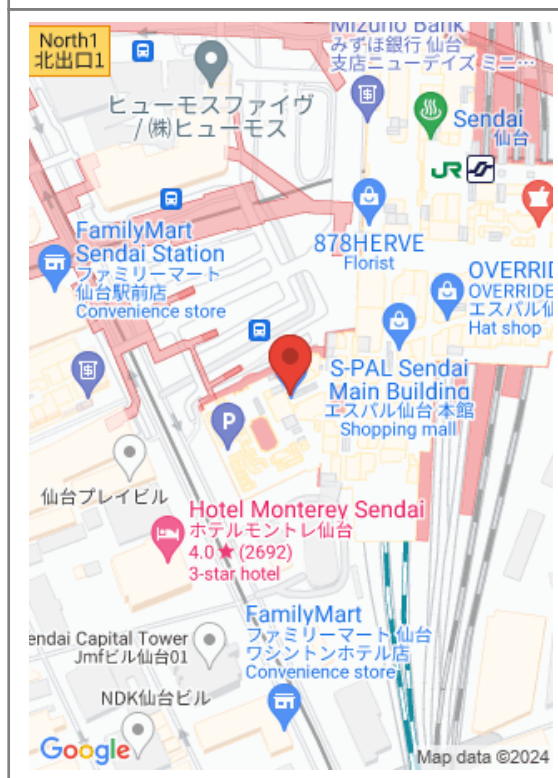 North1
北出口1
Mizuno Bank
みずほ銀行 仙台
支店ニューデイズ ミニ…
ヒューモスファイヴ
/ ㈱ヒューモス
Sendai
仙台
JR
878HERVE
Florist
FamilyMart
Sendai Station
ファミリーマート
仙台駅前店
Convenience store
OVERRID
OVERRIDE
エスパル仙
Hat shop
S-PAL Sendai
Main Building
エスパル仙台 本館
Shopping mall
P
仙台プレイビル
Hotel Monterey Sendai
ホテルモントレ仙台
4.0★(2692)
3-star hotel
FamilyMart
ファミリーマート 仙台
ワシントンホテル店
Convenience store
endai Capital Tower
Jmfビル仙台01
NDK仙台ビル
Google
Map data ©2024